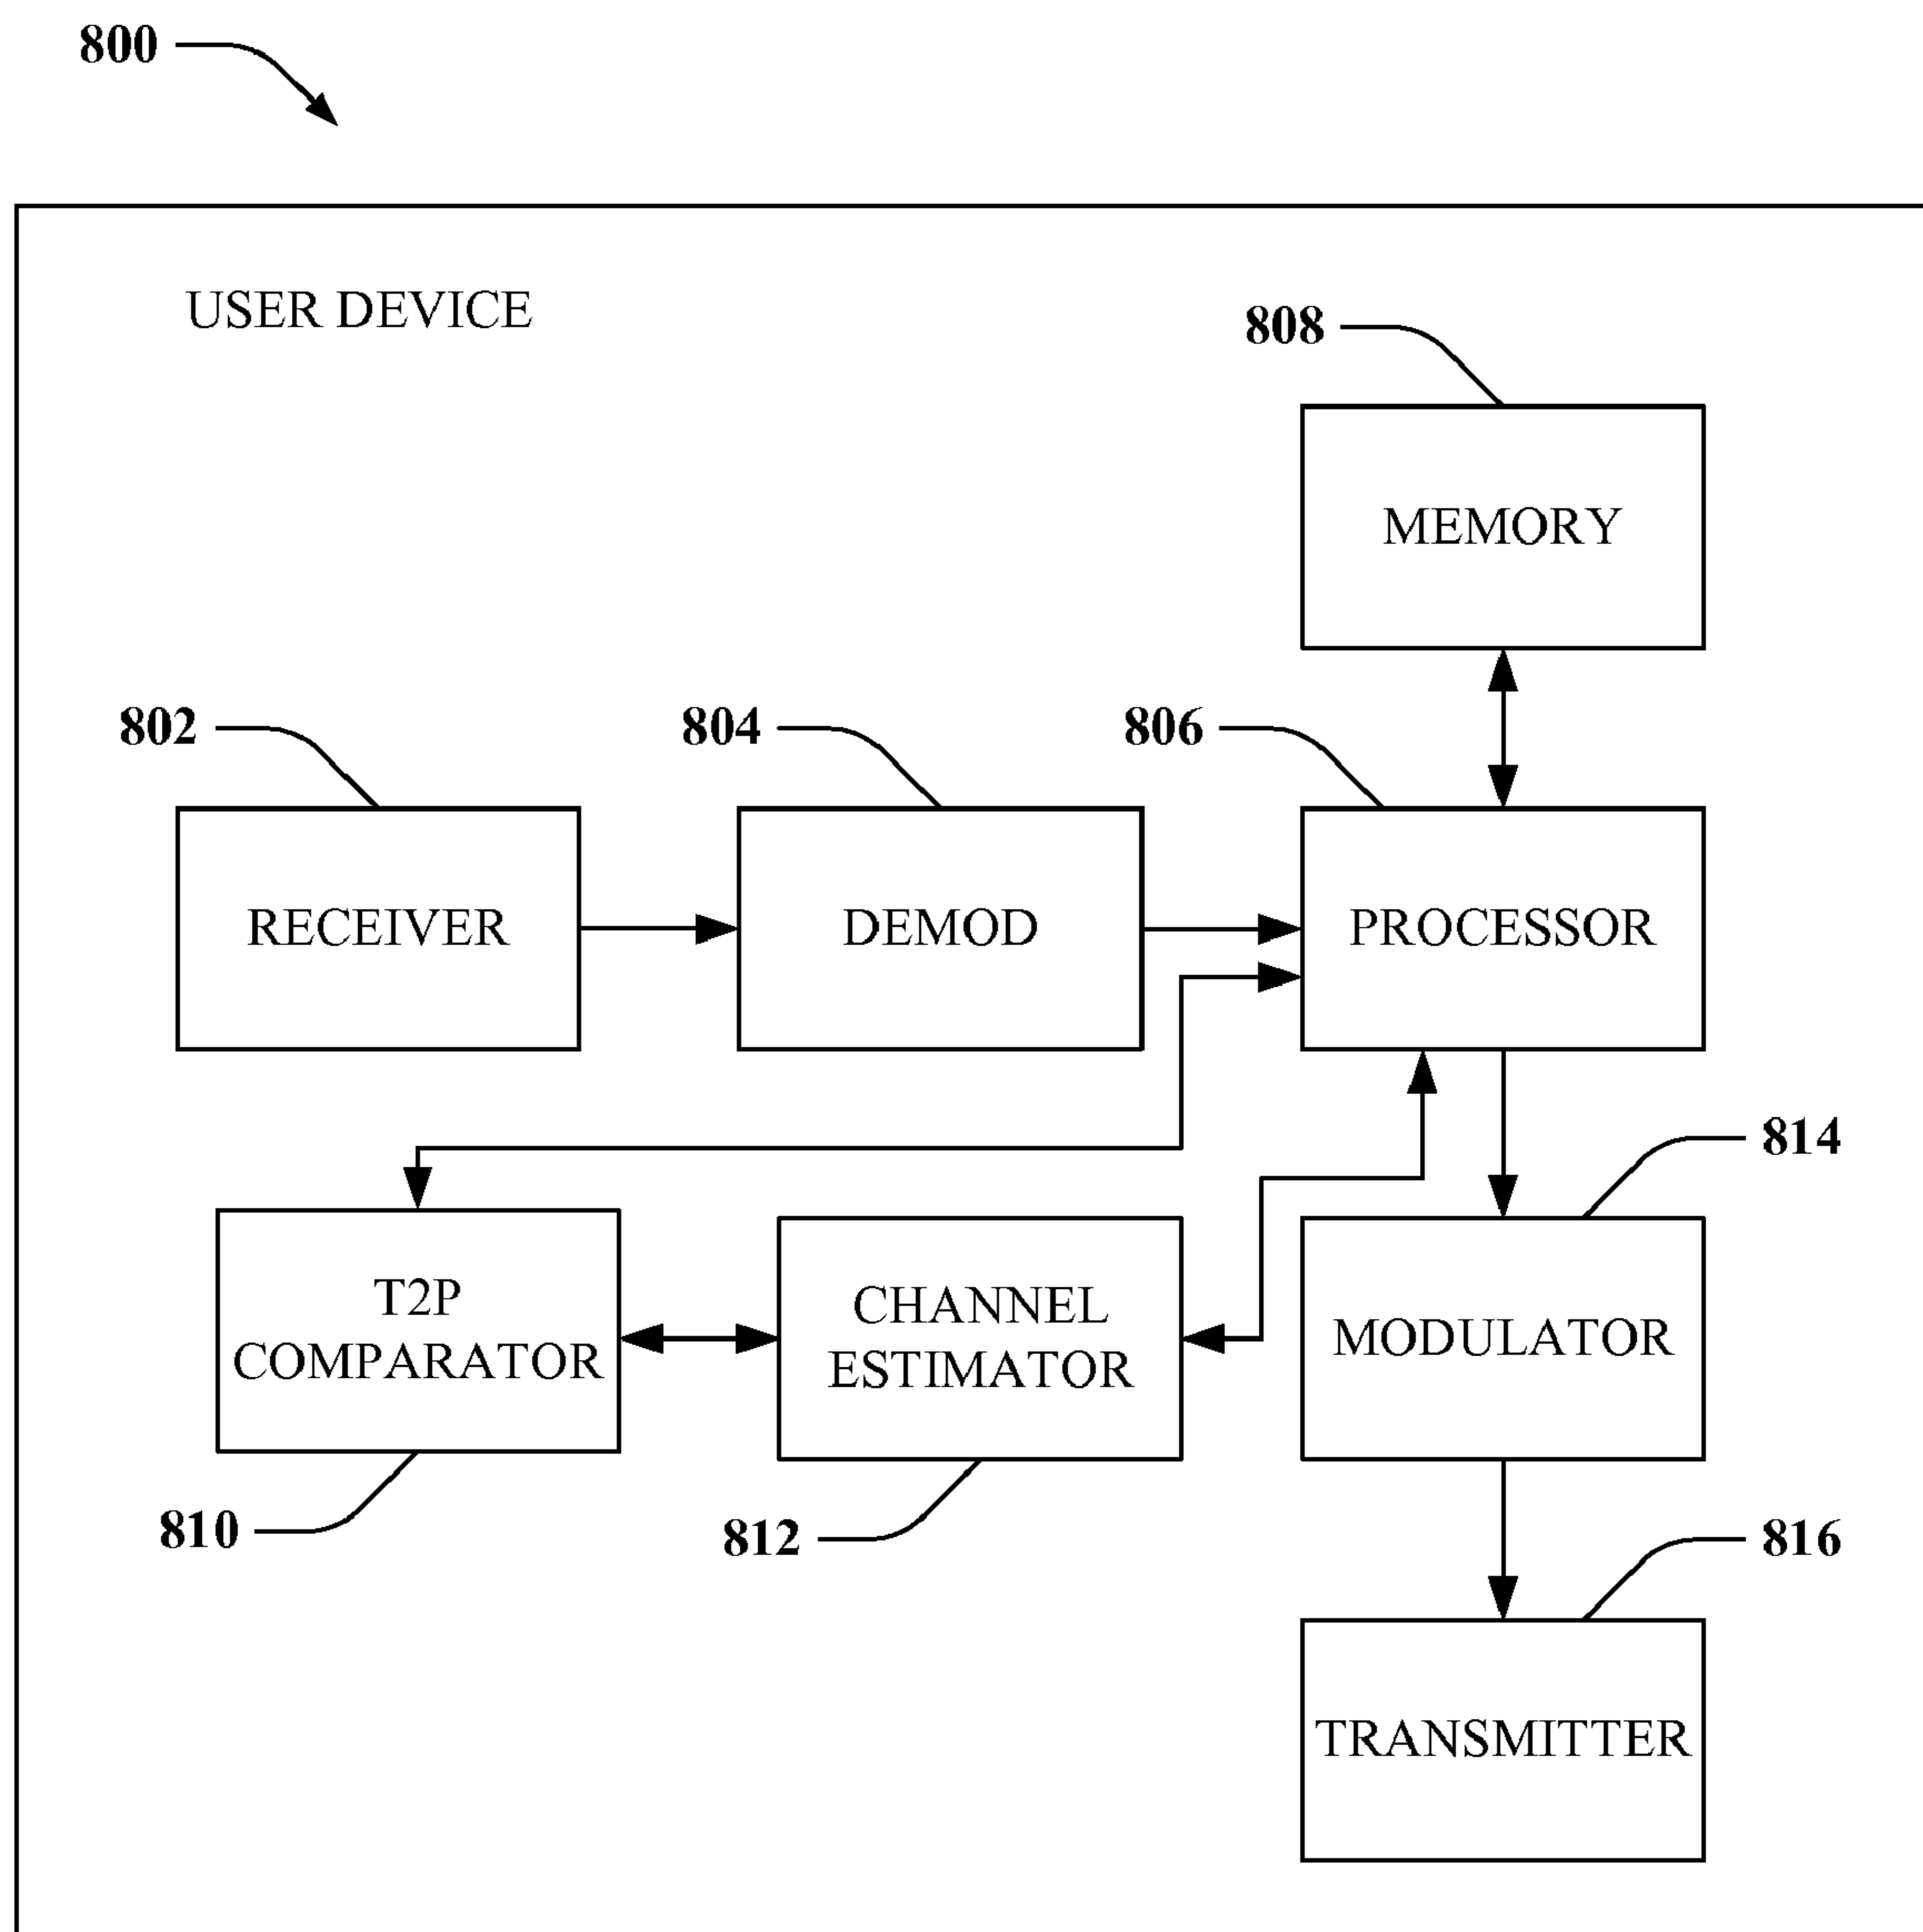 800
USER DEVICE
808
MEMORY
802
804
806
RECEIVER
DEMOD
PROCESSOR
814
T2P
COMPARATOR
CHANNEL
ESTIMATOR
MODULATOR
810
812
816
TRANSMITTER